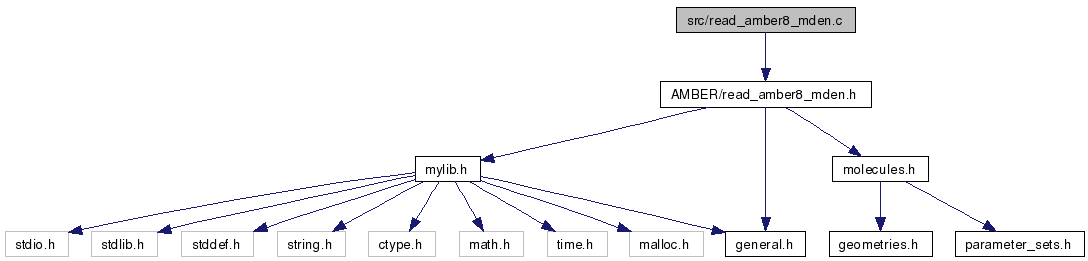 src/read_amber8_mden.c
AMBER/read_amber8_mden.h
mylib.h
molecules.h
stdio.h
stdlib.h
stddef.h
string.h
ctype.h
math.h
time.h
malloc.h
general.h
geometries.h
parameter_sets.h